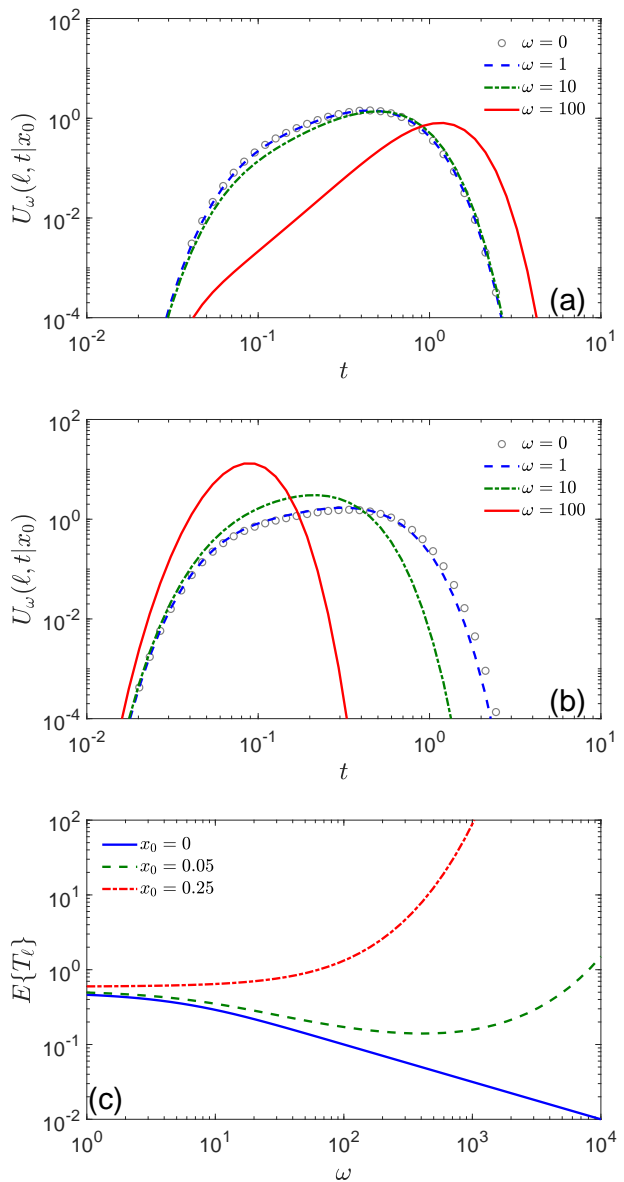 10^2
10^0
10^-2
10^-4
U_ω(ℓ, t|x_0)
ω = 0
ω = 1
ω = 10
ω = 100
(a)
10^-2
10^-1
10^0
10^1
t
10^2
10^0
10^-2
10^-4
U_ω(ℓ, t|x_0)
ω = 0
ω = 1
ω = 10
ω = 100
(b)
10^-2
10^-1
10^0
10^1
t
10^2
10^1
10^0
10^-1
10^-2
E{T_ℓ}
x_0 = 0
x_0 = 0.05
x_0 = 0.25
(c)
10^0
10^1
10^2
10^3
10^4
ω